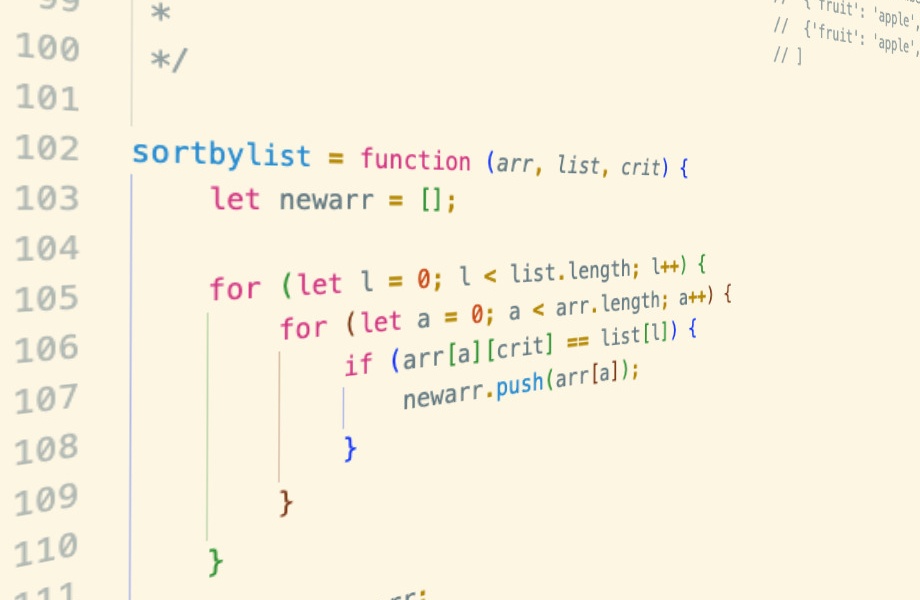 99 *
100 */
101
102 sortbylist = function (arr, list, crit) {
103 let newarr = [];
104
105 for (let l = 0; l < list.length; l++) {
106 for (let a = 0; a < arr.length; a++) {
107 if (arr[a][crit] == list[l]) {
108 newarr.push(arr[a]);
109 }
110 }
111 }
// {'fruit': 'apple',
// {'fruit': 'apple',
// ]